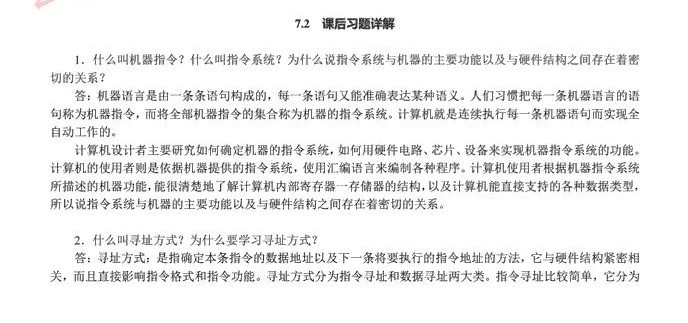 7.2 课后习题详解
1．什么叫机器指令？什么叫指令系统？为什么说指令系统与机器的主要功能以及与硬件结构之间存在着密
切的关系？
答：机器语言是由一条条语句构成的，每一条语句又能准确表达某种语义。人们习惯把每一条机器语言的语
句称为机器指令，而将全部机器指令的集合称为机器的指令系统。计算机就是连续执行每一条机器语句而实现全
自动工作的。
计算机设计者主要研究如何确定机器的指令系统，如何用硬件电路、芯片、设备来实现机器指令系统的功能。
计算机的使用者则是依据机器提供的指令系统，使用汇编语言来编制各种程序。计算机使用者根据机器指令系统
所描述的机器功能，能很清楚地了解计算机内部寄存器一存储器的结构，以及计算机能直接支持的各种数据类型，
所以说指令系统与机器的主要功能以及与硬件结构之间存在着密切的关系。
2．什么叫寻址方式？为什么要学习寻址方式？
答：寻址方式：是指确定本条指令的数据地址以及下一条将要执行的指令地址的方法，它与硬件结构紧密相
关，而且直接影响指令格式和指令功能。寻址方式分为指令寻址和数据寻址两大类。指令寻址比较简单，它分为